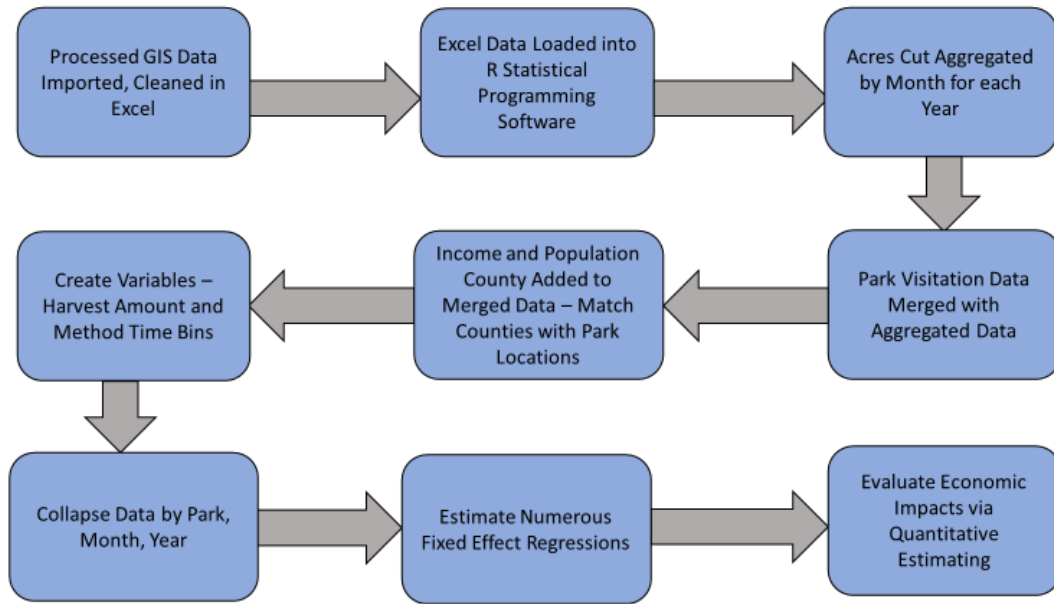 Processed GIS Data
Imported, Cleaned in
Excel
Excel Data Loaded into
R Statistical
Programming
Software
Acres Cut Aggregated
by Month for each
Year
Park Visitation Data
Merged with
Aggregated Data
Income and Population
County Added to
Merged Data – Match
Counties with Park
Locations
Create Variables –
Harvest Amount and
Method Time Bins
Collapse Data by Park,
Month, Year
Estimate Numerous
Fixed Effect Regressions
Evaluate Economic
Impacts via
Quantitative
Estimating